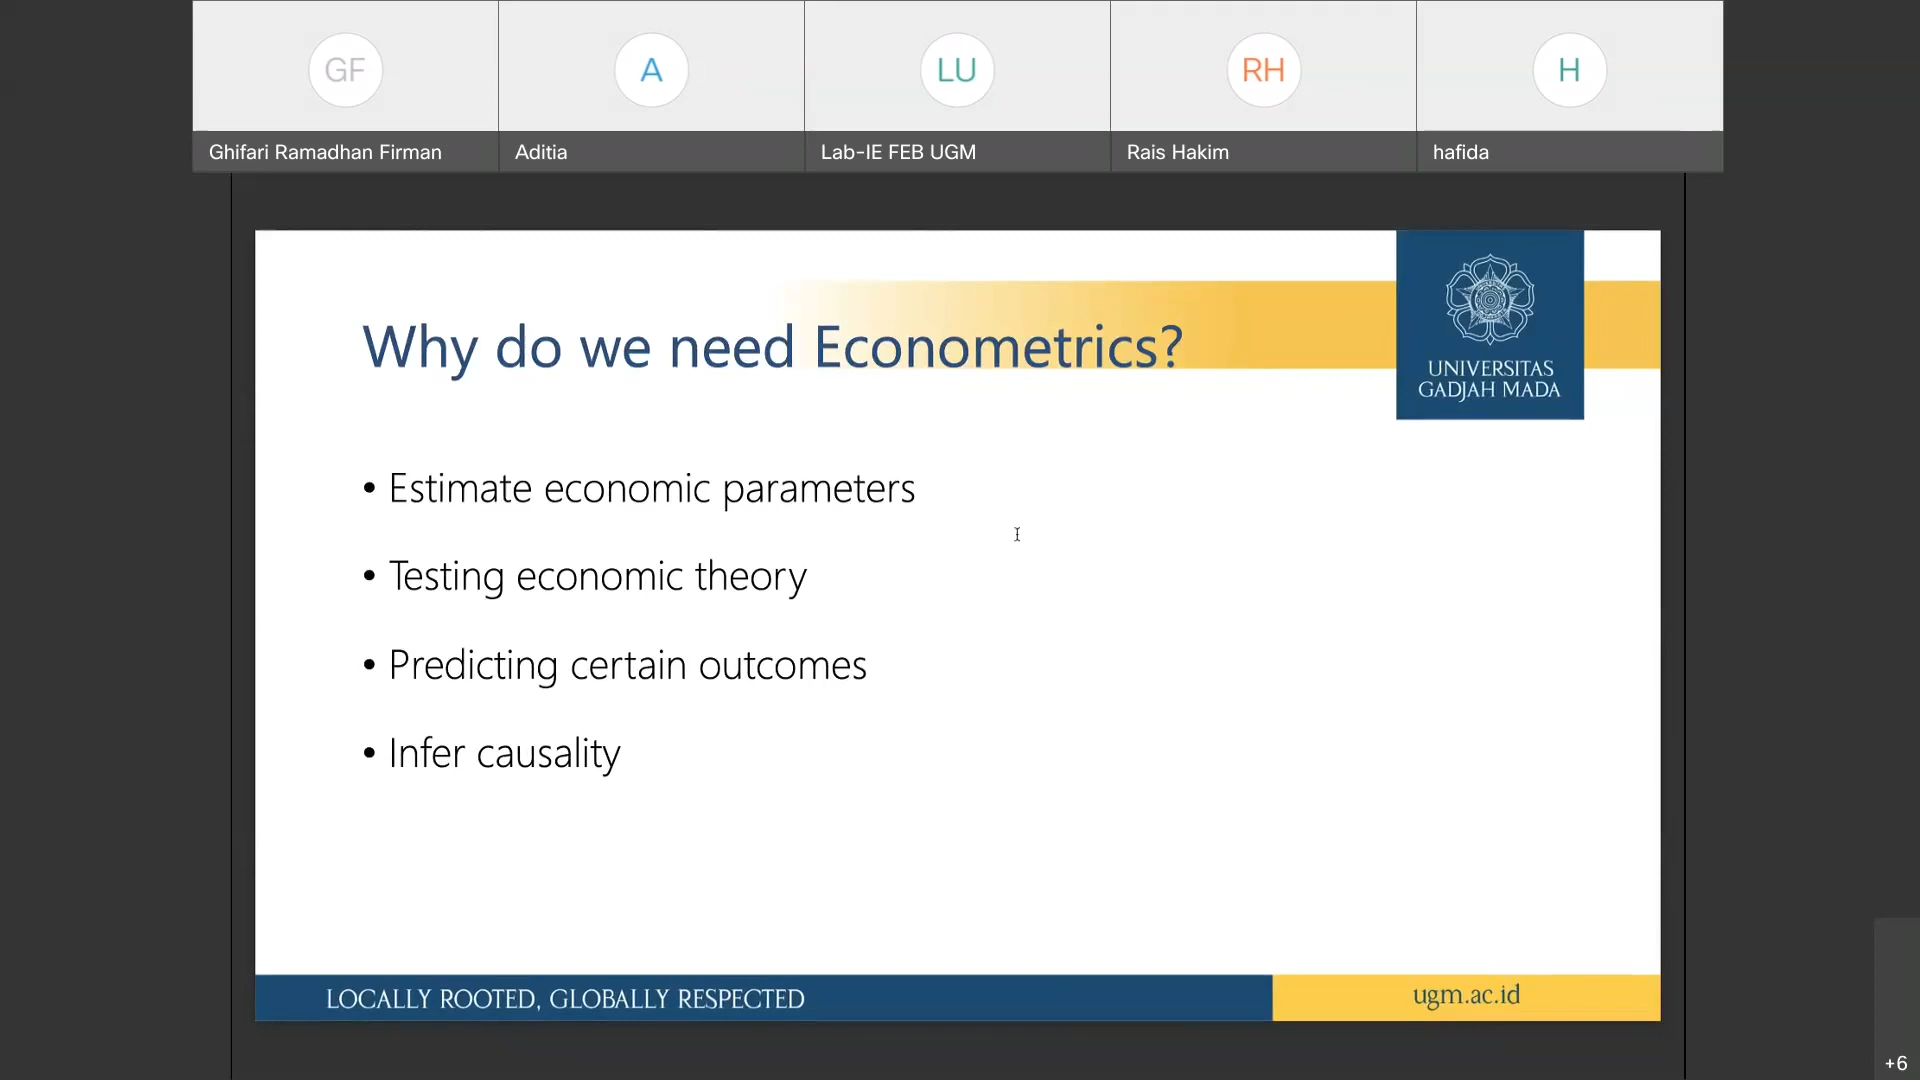 GF
A
LU
RH
H
Ghifari Ramadhan Firman
Aditia
Lab-IE FEB UGM
Rais Hakim
hafida
Why do we need Econometrics?
UNIVERSITAS
GADJAH MADA
• Estimate economic parameters
• Testing economic theory
• Predicting certain outcomes
• Infer causality
LOCALLY ROOTED, GLOBALLY RESPECTED
ugm.ac.id
+6